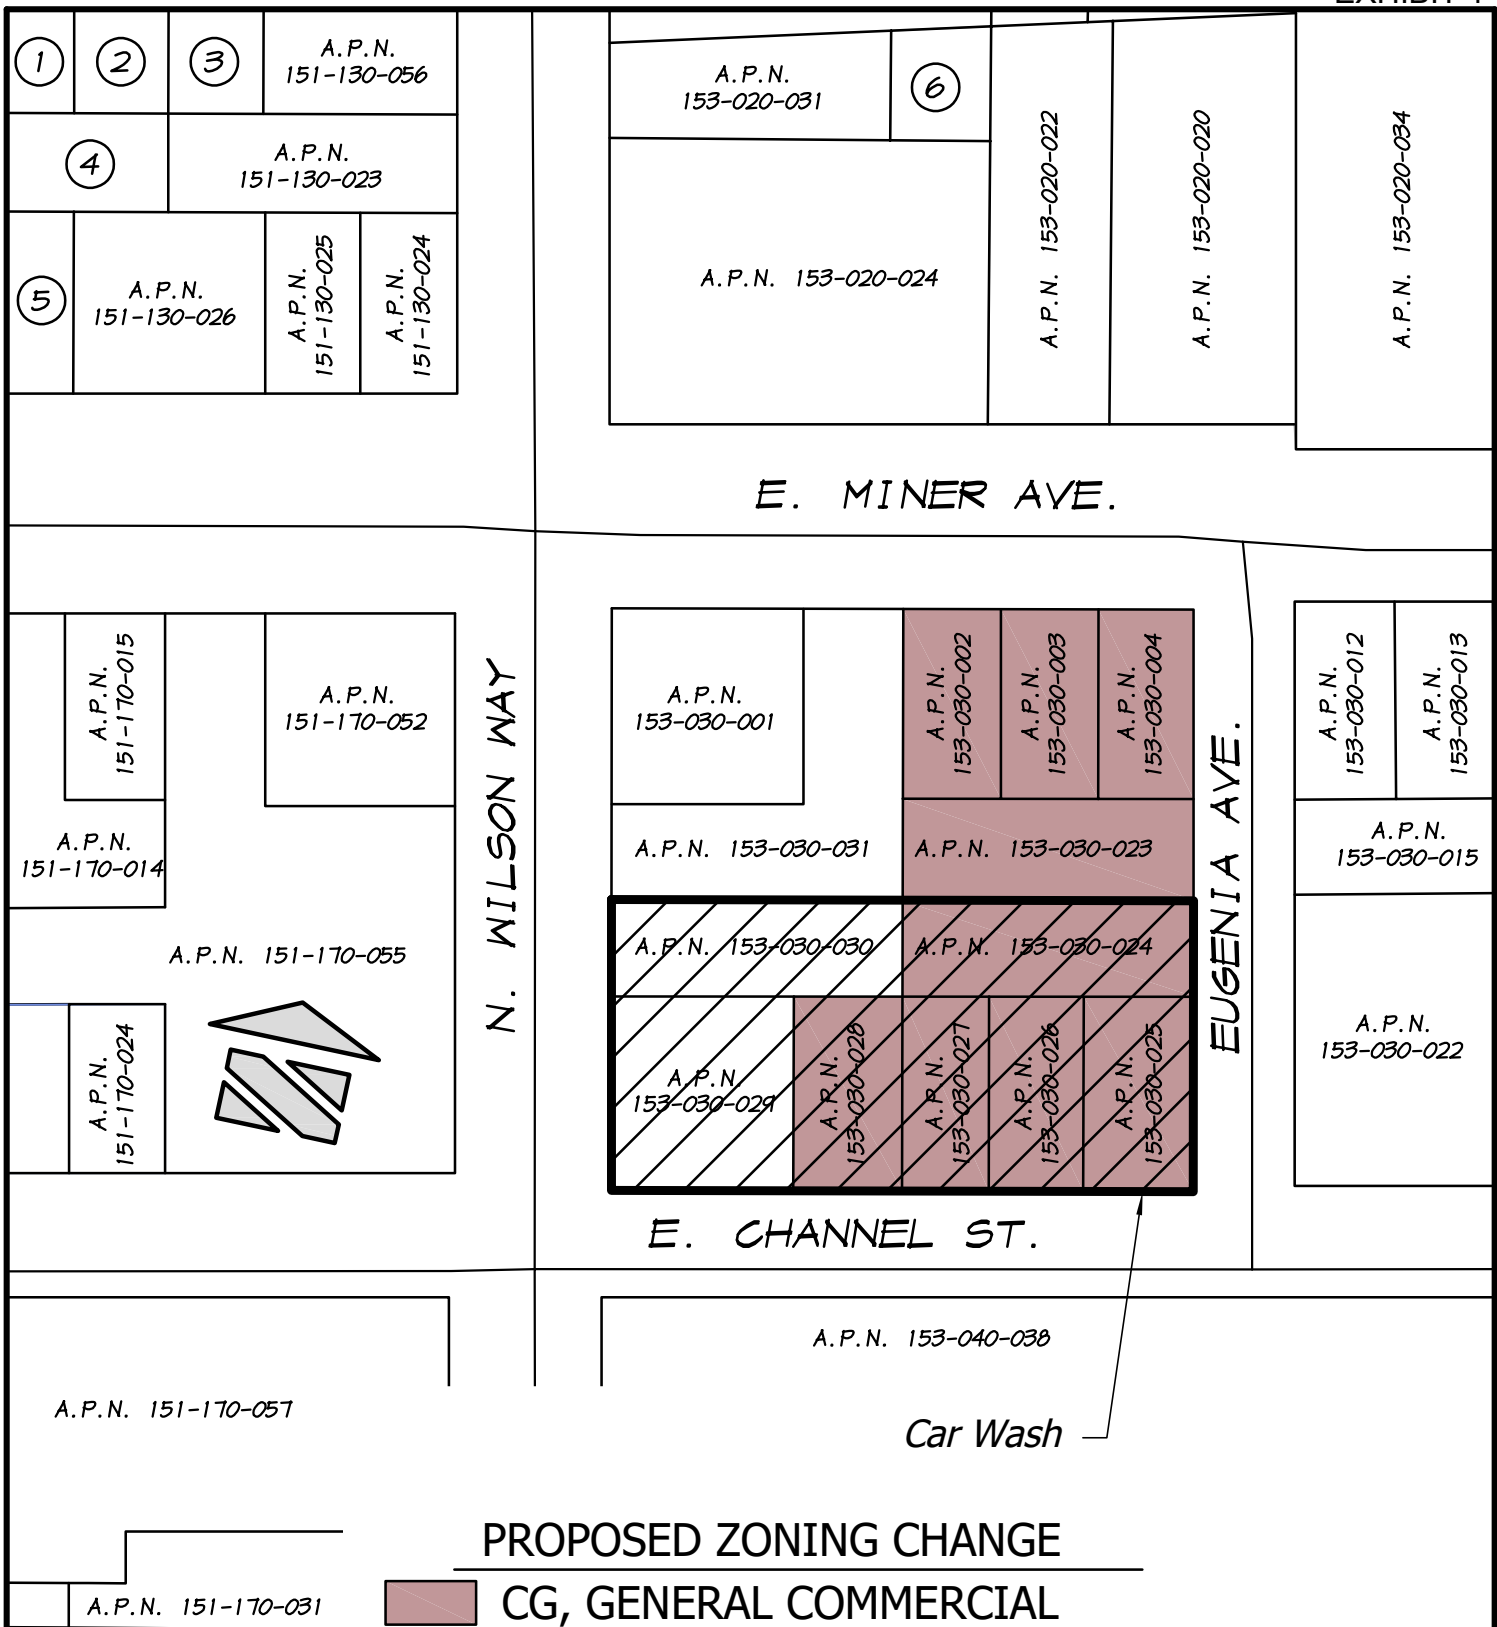 1
2
3
A.P.N.
151-130-056
4
A.P.N.
151-130-023
5
A.P.N.
151-130-026
A.P.N.
151-130-025
A.P.N.
151-130-024
A.P.N.
153-020-031
6
A.P.N. 153-020-024
A.P.N. 153-020-022
A.P.N. 153-020-020
A.P.N. 153-020-034
E. MINER AVE.
A.P.N.
151-170-015
A.P.N.
151-170-052
N. WILSON WAY
A.P.N.
153-030-001
A.P.N.
153-030-002
A.P.N.
153-030-003
A.P.N.
153-030-004
EUGENIA AVE.
A.P.N.
153-030-012
A.P.N.
153-030-013
A.P.N.
151-170-014
A.P.N. 153-030-031
A.P.N. 153-030-023
A.P.N.
153-030-015
A.P.N. 151-170-055
A.P.N. 153-030-030
A.P.N. 153-030-024
A.P.N.
151-170-024
A.P.N.
153-030-029
A.P.N.
153-030-028
A.P.N.
153-030-027
A.P.N.
153-030-026
A.P.N.
153-030-025
A.P.N.
153-030-022
E. CHANNEL ST.
A.P.N. 153-040-038
A.P.N. 151-170-057
Car Wash
PROPOSED ZONING CHANGE
A.P.N. 151-170-031
CG, GENERAL COMMERCIAL